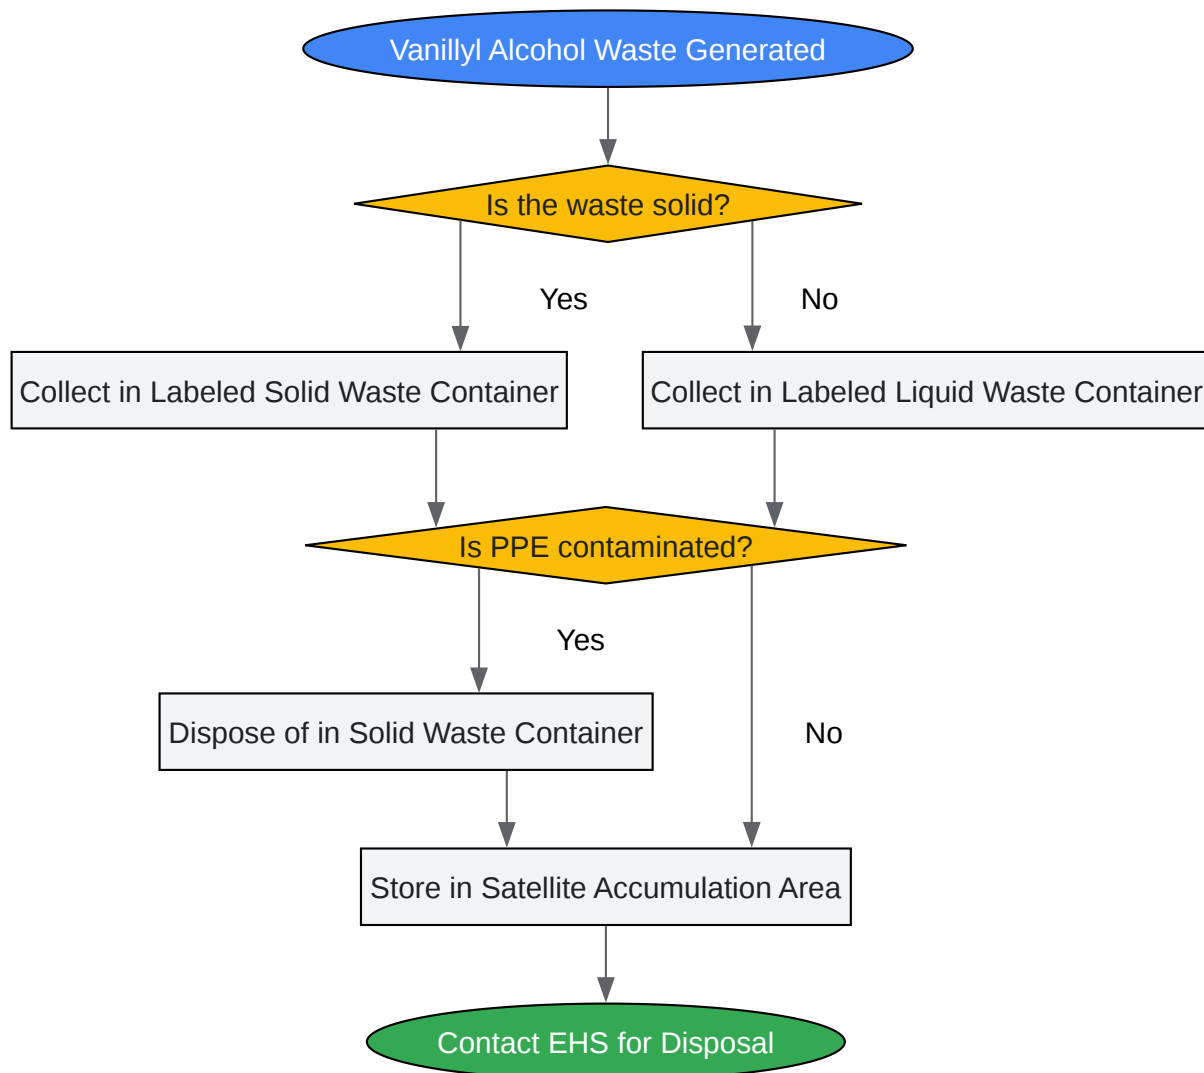 Vanillyl Alcohol Waste Generated
Is the waste solid?
Yes
No
Collect in Labeled Solid Waste Container
Collect in Labeled Liquid Waste Container
Is PPE contaminated?
Yes
Dispose of in Solid Waste Container
No
Store in Satellite Accumulation Area
Contact EHS for Disposal